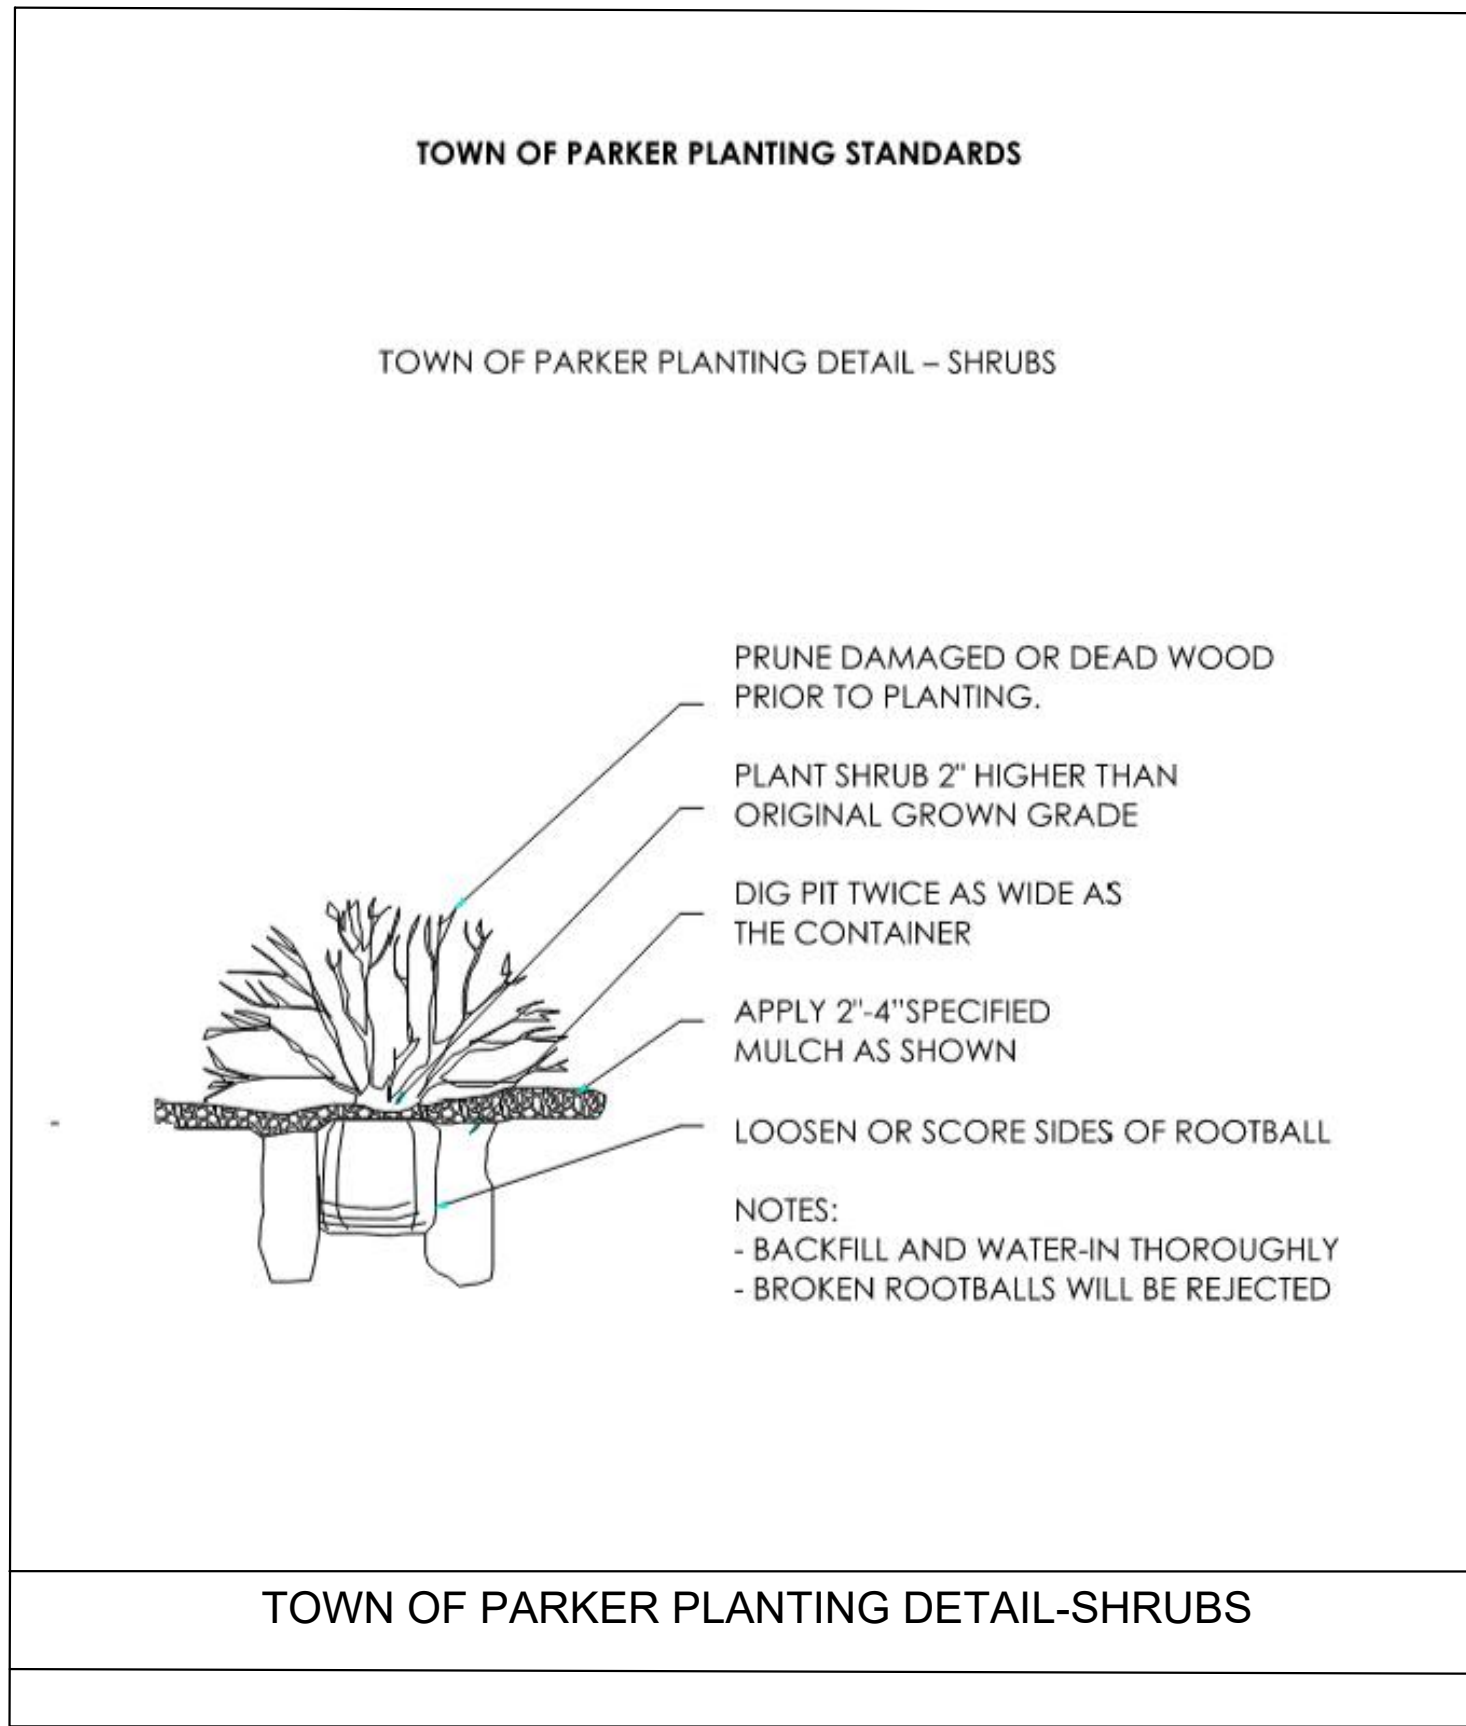 TOWN OF PARKER PLANTING STANDARDS
TOWN OF PARKER PLANTING DETAIL – SHRUBS
PRUNE DAMAGED OR DEAD WOOD
PRIOR TO PLANTING.
PLANT SHRUB 2" HIGHER THAN
ORIGINAL GROWN GRADE
DIG PIT TWICE AS WIDE AS
THE CONTAINER
APPLY 2"-4"SPECIFIED
MULCH AS SHOWN
LOOSEN OR SCORE SIDES OF ROOTBALL
NOTES:
- BACKFILL AND WATER-IN THOROUGHLY
- BROKEN ROOTBALLS WILL BE REJECTED
TOWN OF PARKER PLANTING DETAIL-SHRUBS